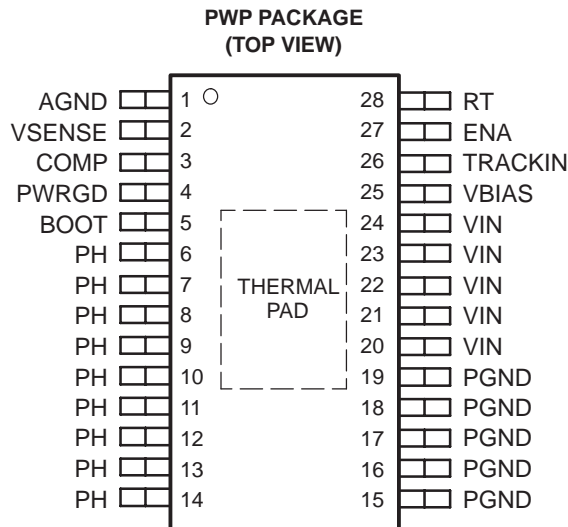 PWP PACKAGE
(TOP VIEW)
AGND 1 28 RT
VSENSE 2 27 ENA
COMP 3 26 TRACKIN
PWRGD 4 25 VBIAS
BOOT 5 24 VIN
PH 6 23 VIN
PH 7 22 VIN
PH 8 21 VIN
PH 9 20 VIN
PH 10 19 PGND
PH 11 18 PGND
PH 12 17 PGND
PH 13 16 PGND
PH 14 15 PGND
THERMAL
PAD